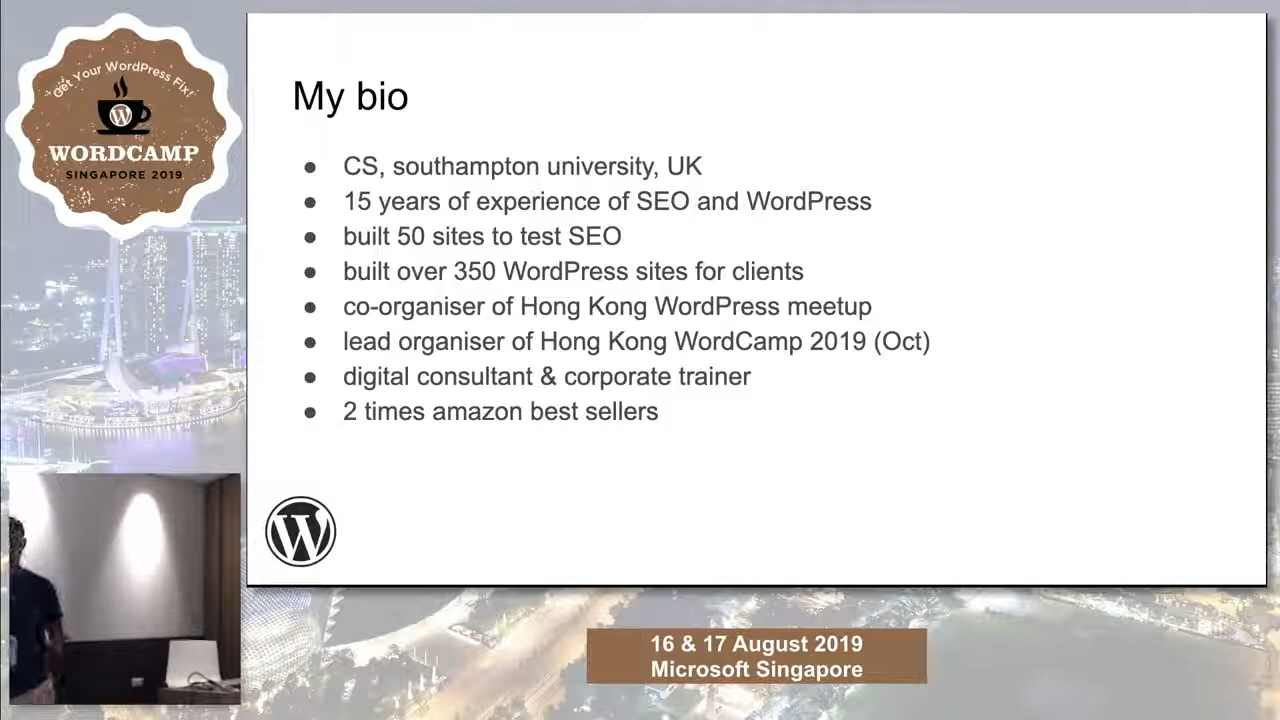 Get Your WordPress Fix!
WORDCAMP
SINGAPORE 2019
My bio
● CS, southampton university, UK
● 15 years of experience of SEO and WordPress
● built 50 sites to test SEO
● built over 350 WordPress sites for clients
● co-organiser of Hong Kong WordPress meetup
● lead organiser of Hong Kong WordCamp 2019 (Oct)
● digital consultant & corporate trainer
● 2 times amazon best sellers
16 & 17 August 2019
Microsoft Singapore